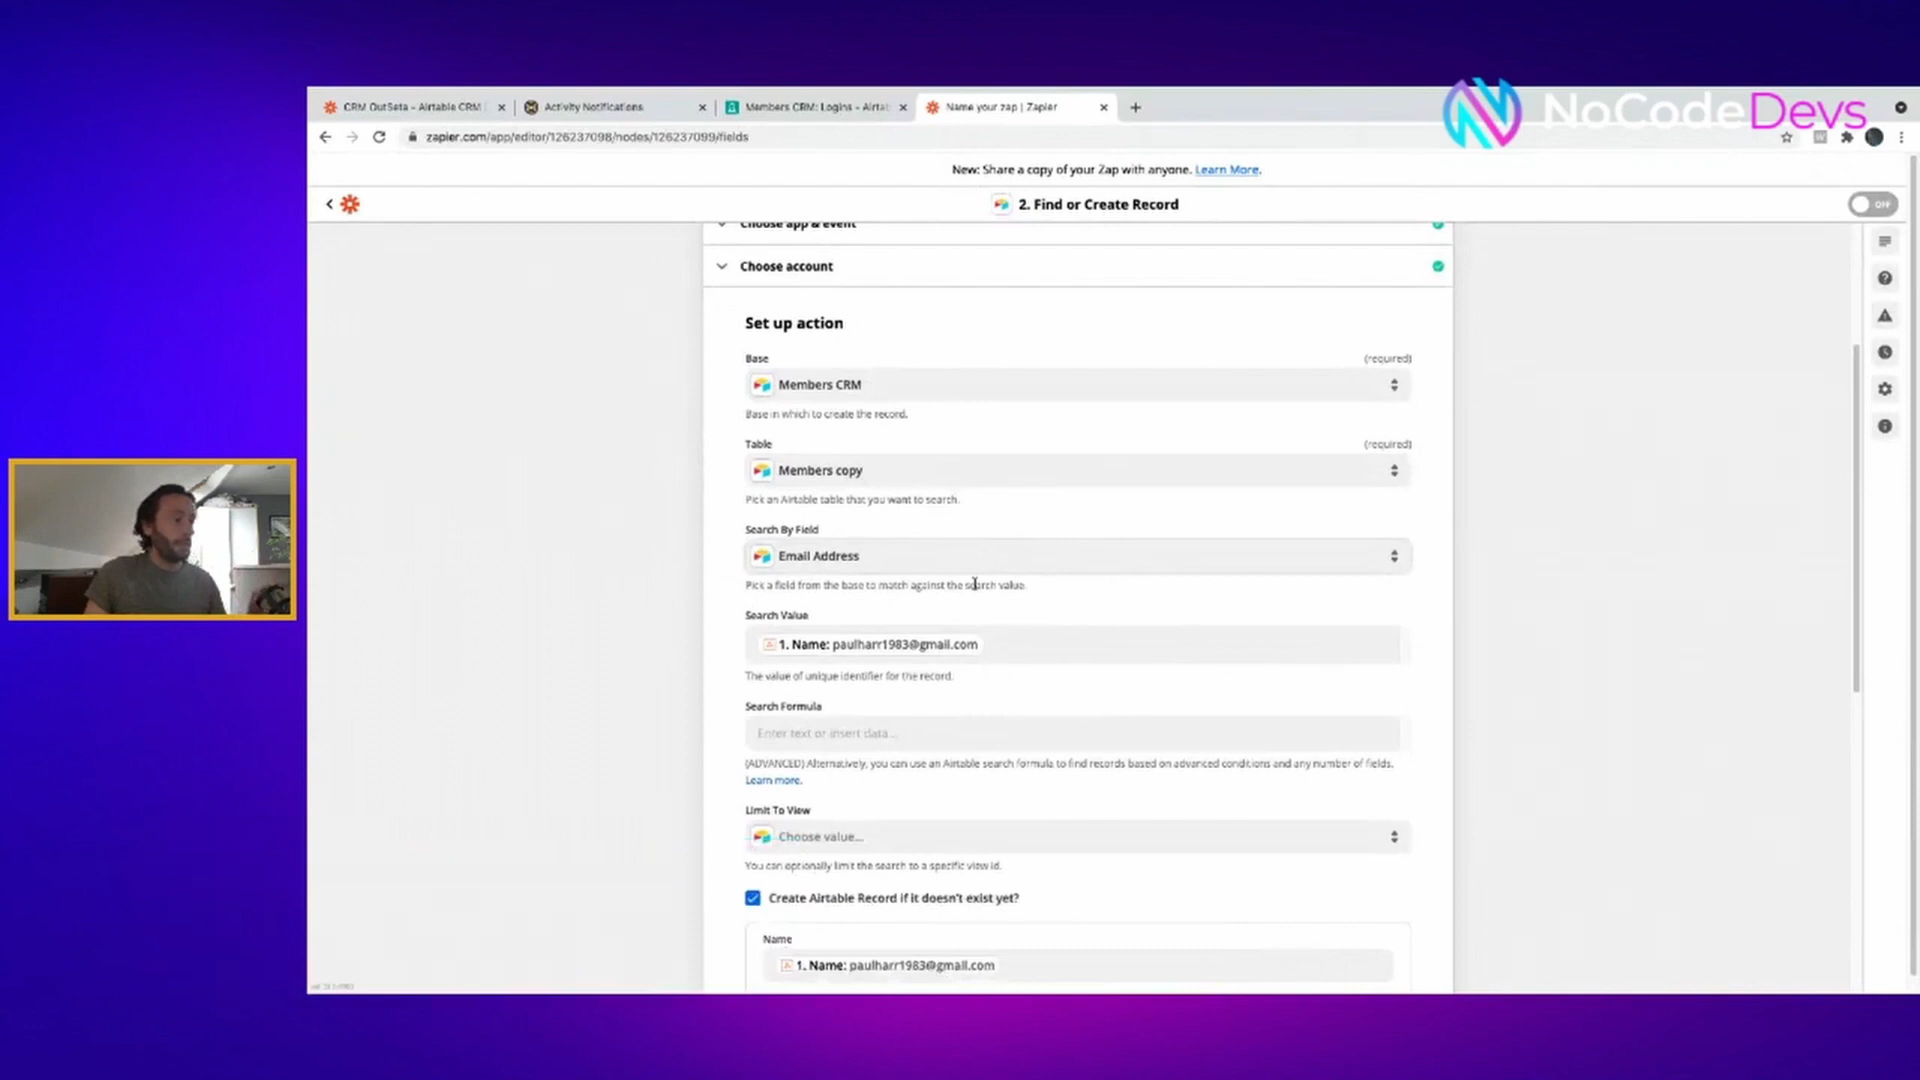 CRM OutSeta - Airtable CRM
Activity Notifications
Members CRM: Logins - Airtab
Name your zap | Zapier
NoCodeDevs
zapier.com/app/editor/126237098/nodes/126237099/fields
New: Share a copy of your Zap with anyone. Learn More.
2. Find or Create Record
OFF
Choose app & event
Choose account
Set up action
Base
(required)
Members CRM
Base in which to create the record.
Table
(required)
Members copy
Pick an Airtable table that you want to search.
Search By Field
Email Address
Pick a field from the base to match against the search value.
Search Value
1. Name: paulharr1983@gmail.com
The value of unique identifier for the record.
Search Formula
Enter text or insert data...
(ADVANCED) Alternatively, you can use an Airtable search formula to find records based on advanced conditions and any number of fields.
Learn more.
Limit To View
Choose value...
You can optionally limit the search to a specific view id.
Create Airtable Record if it doesn't exist yet?
Name
1. Name: paulharr1983@gmail.com